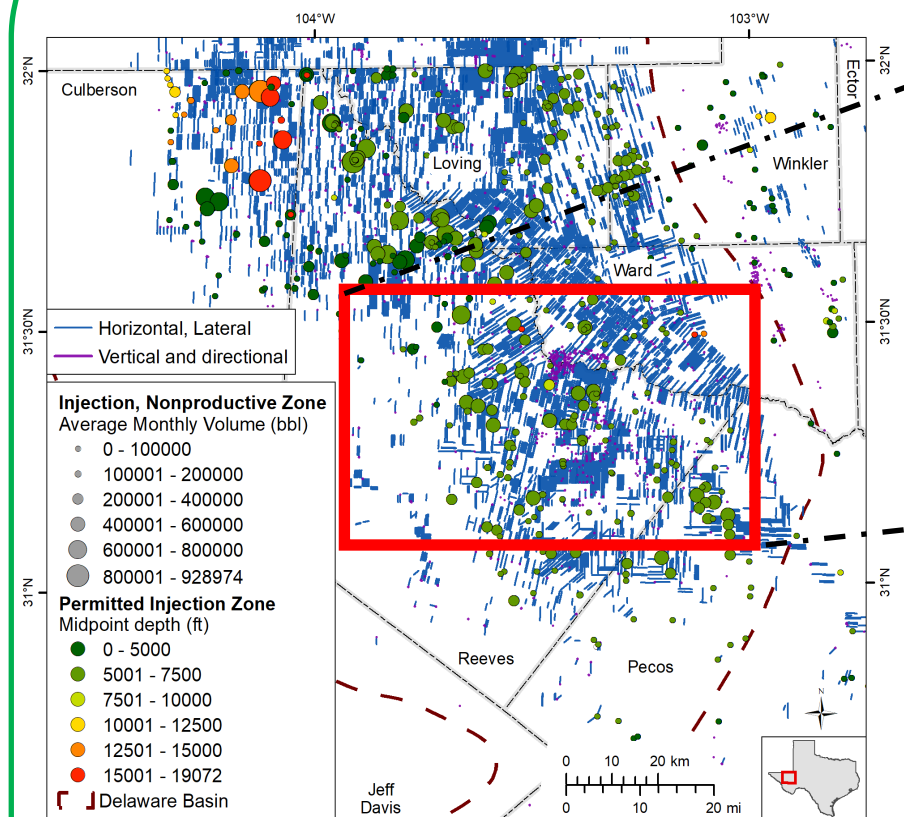 104°W
103°W
32°N
32°N
Culberson
Ector
Loving
Winkler
Ward
31°30'N
31°30'N
Horizontal, Lateral
Vertical and directional
Injection, Nonproductive Zone
Average Monthly Volume (bbl)
0 - 100000
100001 - 200000
200001 - 400000
400001 - 600000
600001 - 800000
800001 - 928974
Permitted Injection Zone
Midpoint depth (ft)
0 - 5000
5001 - 7500
7501 - 10000
10001 - 12500
12501 - 15000
15001 - 19072
Delaware Basin
31°N
31°N
Reeves
Pecos
N
Jeff
Davis
0 10 20 km
0 10 20 mi